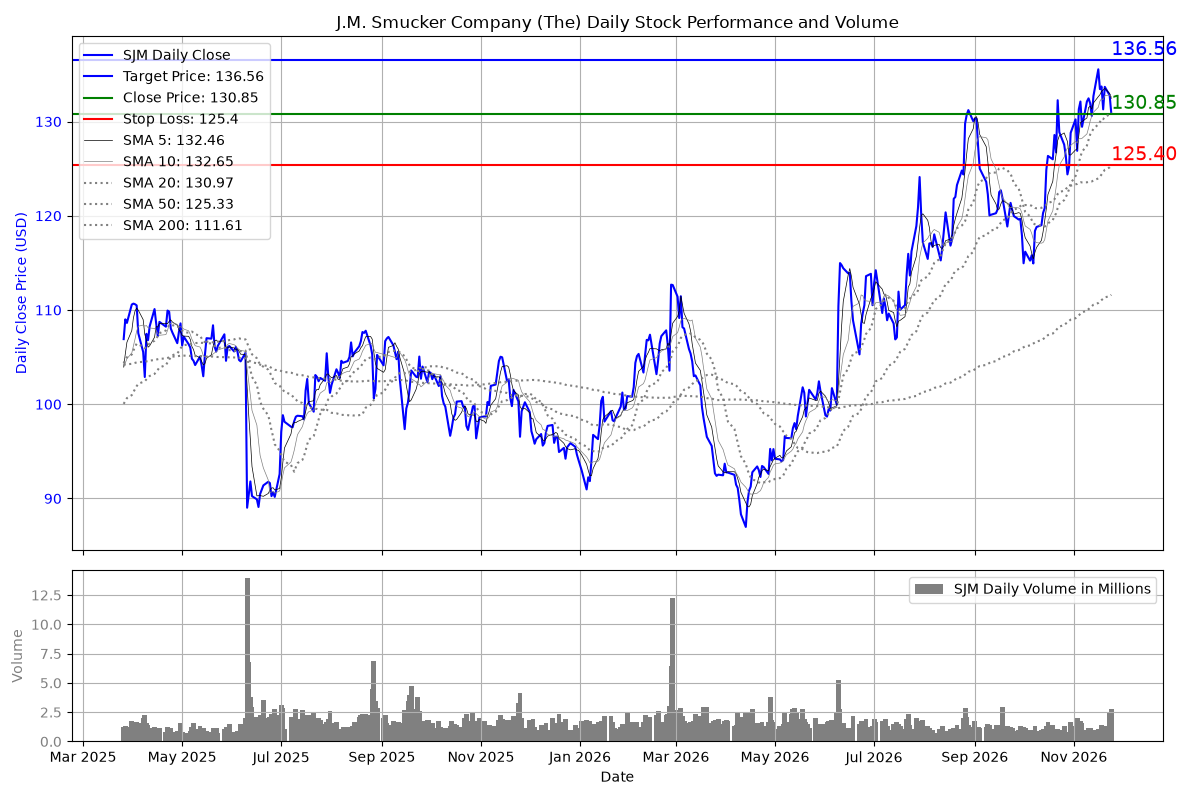 J.M. Smucker Company (The) Daily Stock Performance and Volume
SJM Daily Close
Target Price: 136.56
Close Price: 130.85
Stop Loss: 125.4
SMA 5: 132.46
SMA 10: 132.65
SMA 20: 130.97
SMA 50: 125.33
SMA 200: 111.61
136.56
130.85
125.40
130
120
110
100
90
Daily Close Price (USD)
SJM Daily Volume in Millions
12.5
10.0
7.5
5.0
2.5
0.0
Volume
Mar 2025 May 2025 Jul 2025 Sep 2025 Nov 2025 Jan 2026 Mar 2026 May 2026 Jul 2026 Sep 2026 Nov 2026
Date